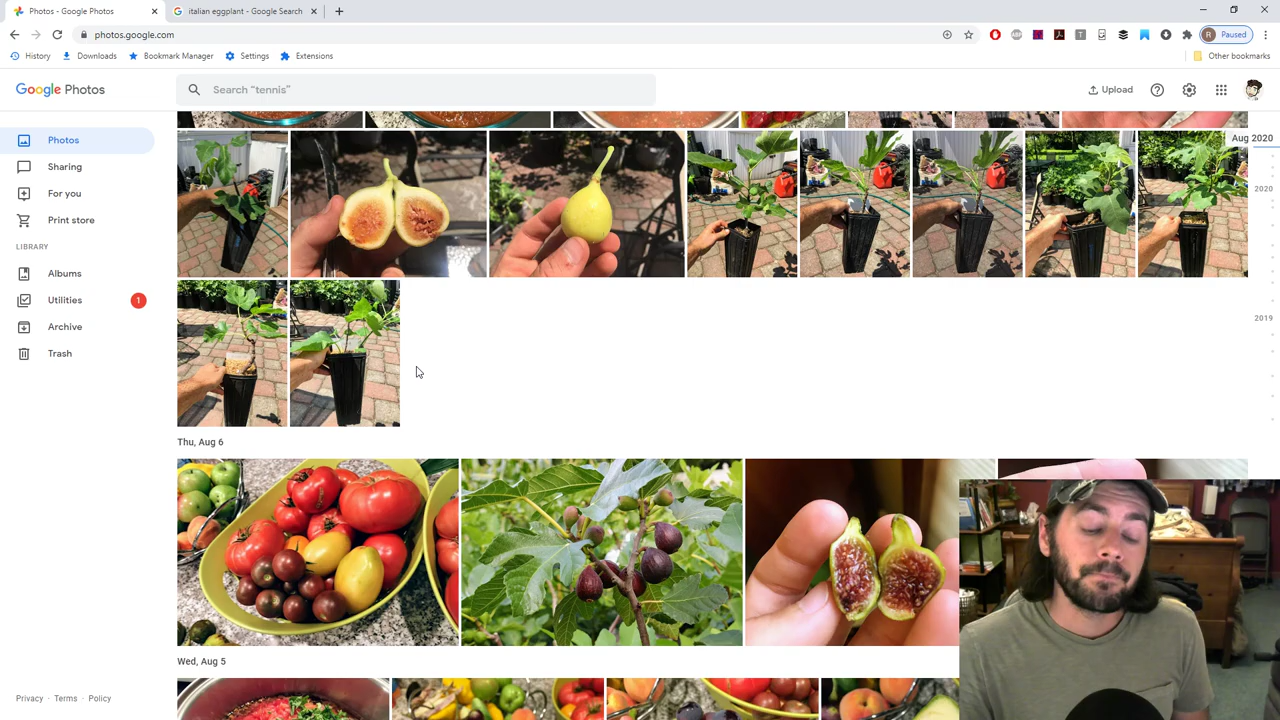 Photos - Google Photos
italian eggplant - Google Search
photos.google.com
Paused
History
Downloads
Bookmark Manager
Settings
Extensions
Other bookmarks
Google Photos
Search “tennis”
Upload
Photos
Sharing
For you
Print store
LIBRARY
Albums
Utilities
1
Archive
Trash
Aug 2020
2020
2019
Thu, Aug 6
Wed, Aug 5
Privacy · Terms · Policy